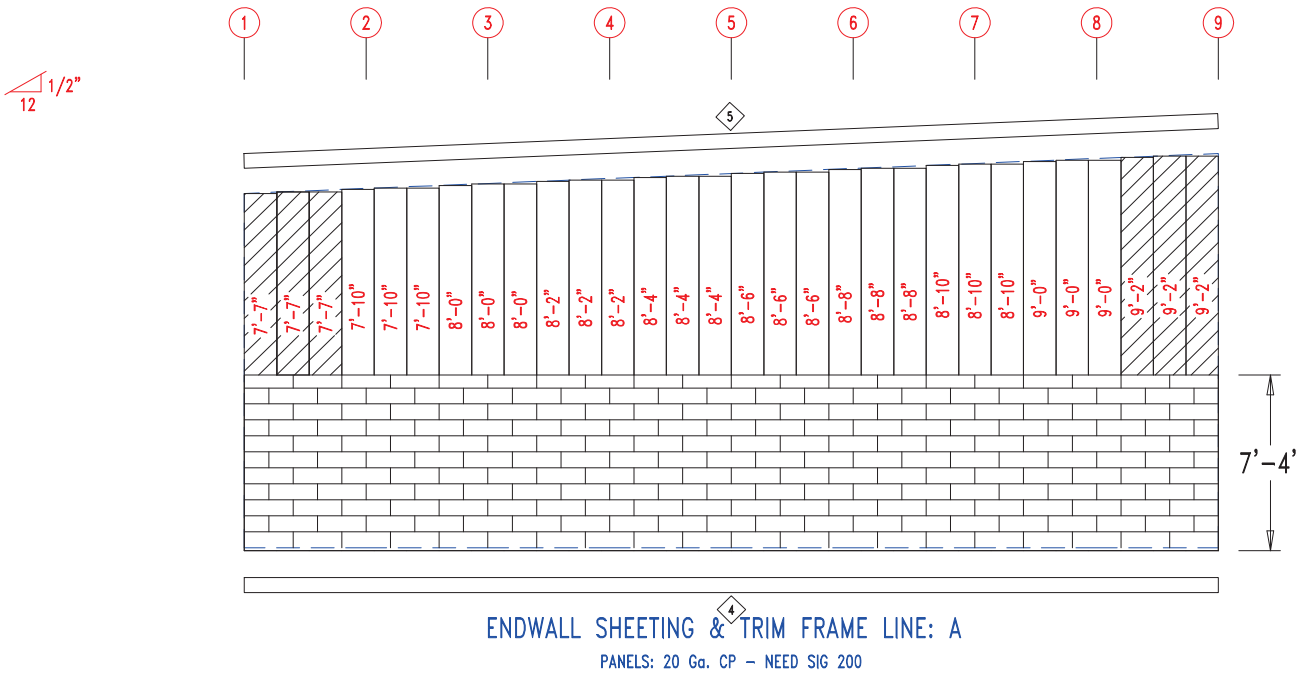 1 2 3 4 5 6 7 8 9
1/2"
12
5
7'-7" 7'-7" 7'-7" 7'-10" 7'-10" 7'-10" 8'-0" 8'-0" 8'-0" 8'-2" 8'-2" 8'-2" 8'-4" 8'-4" 8'-4" 8'-6" 8'-6" 8'-6" 8'-8" 8'-8" 8'-8" 8'-10" 8'-10" 8'-10" 9'-0" 9'-0" 9'-0" 9'-2" 9'-2" 9'-2"
7'-4'
4
ENDWALL SHEETING & TRIM FRAME LINE: A
PANELS: 20 Ga. CP - NEED SIG 200